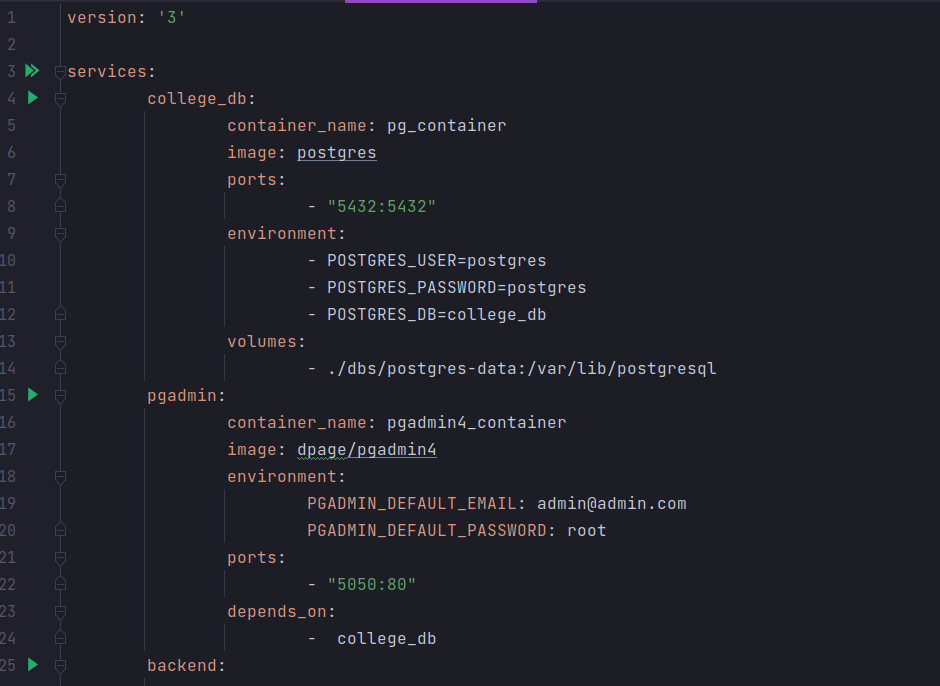 1 version: '3'
2
3 services:
4 college_db:
5 container_name: pg_container
6 image: postgres
7 ports:
8 - "5432:5432"
9 environment:
10 - POSTGRES_USER=postgres
11 - POSTGRES_PASSWORD=postgres
12 - POSTGRES_DB=college_db
13 volumes:
14 - ./dbs/postgres-data:/var/lib/postgresql
15 pgadmin:
16 container_name: pgadmin4_container
17 image: dpage/pgadmin4
18 environment:
19 PGADMIN_DEFAULT_EMAIL: admin@admin.com
20 PGADMIN_DEFAULT_PASSWORD: root
21 ports:
22 - "5050:80"
23 depends_on:
24 - college_db
25 backend: